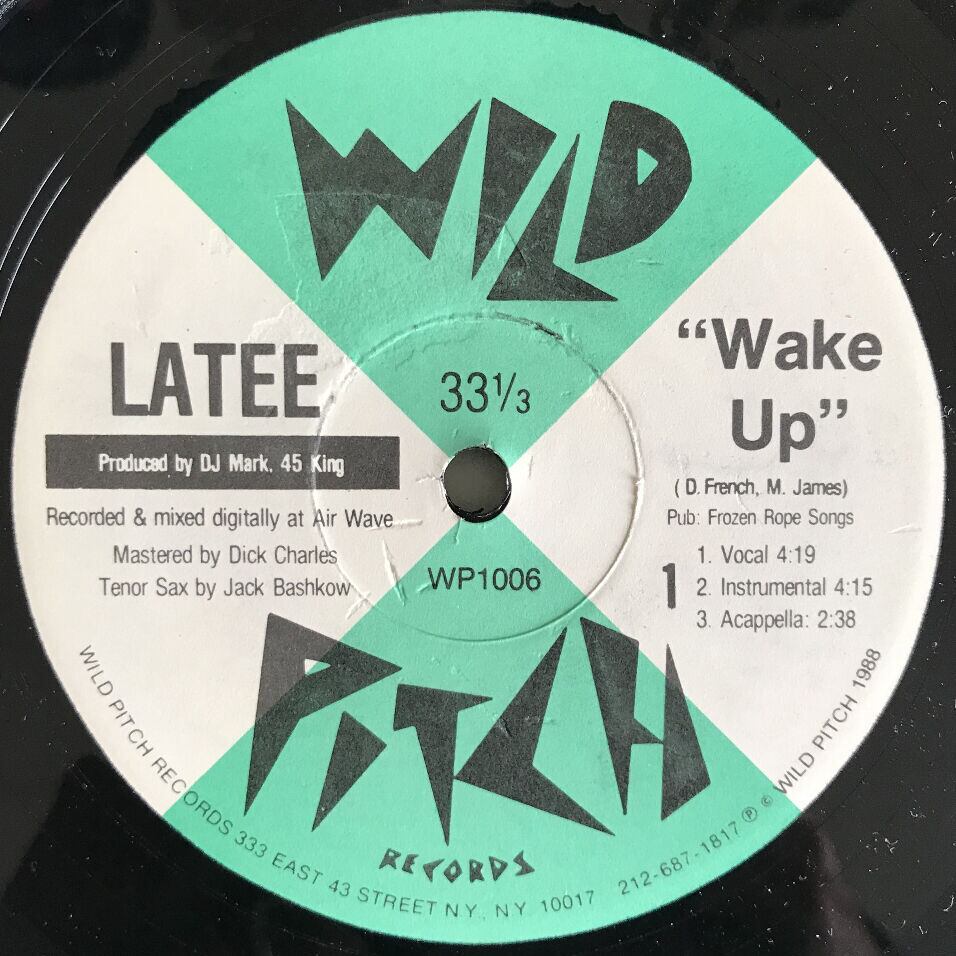 WILD
LATEE
Produced by DJ Mark, 45 King
Recorded & mixed digitally at Air Wave
Mastered by Dick Charles
Tenor Sax by Jack Bashkow
33⅓
WP1006
“Wake
Up”
( D. French, M. James)
Pub: Frozen Rope Songs
1
1. Vocal 4:19
2. Instrumental 4:15
3. Acappella: 2:38
PITCH
RECORDS
WILD PITCH RECORDS 333 EAST 43 STREET N.Y., NY 10017 212-687-1817 ℗ © WILD PITCH 1988